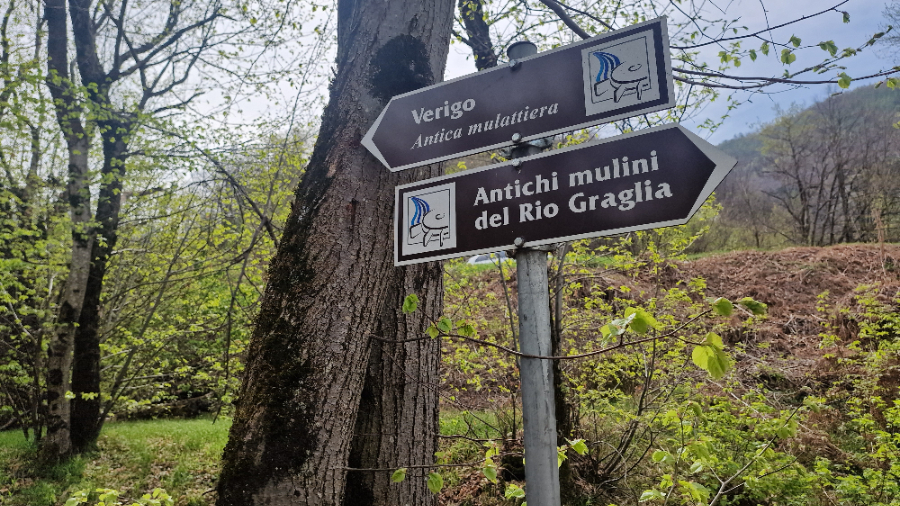 Verigo
Antica mulattiera
Antichi mulini
del Rio Graglia